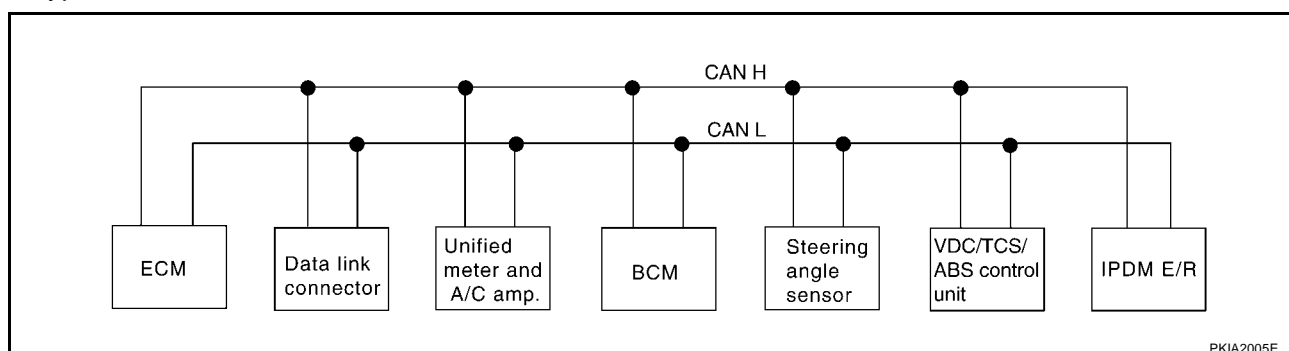 CAN H
CAN L
ECM
Data link
connector
Unified
meter and
A/C amp.
BCM
Steering
angle
sensor
VDC/TCS/
ABS control
unit
IPDM E/R
PKIA2005E